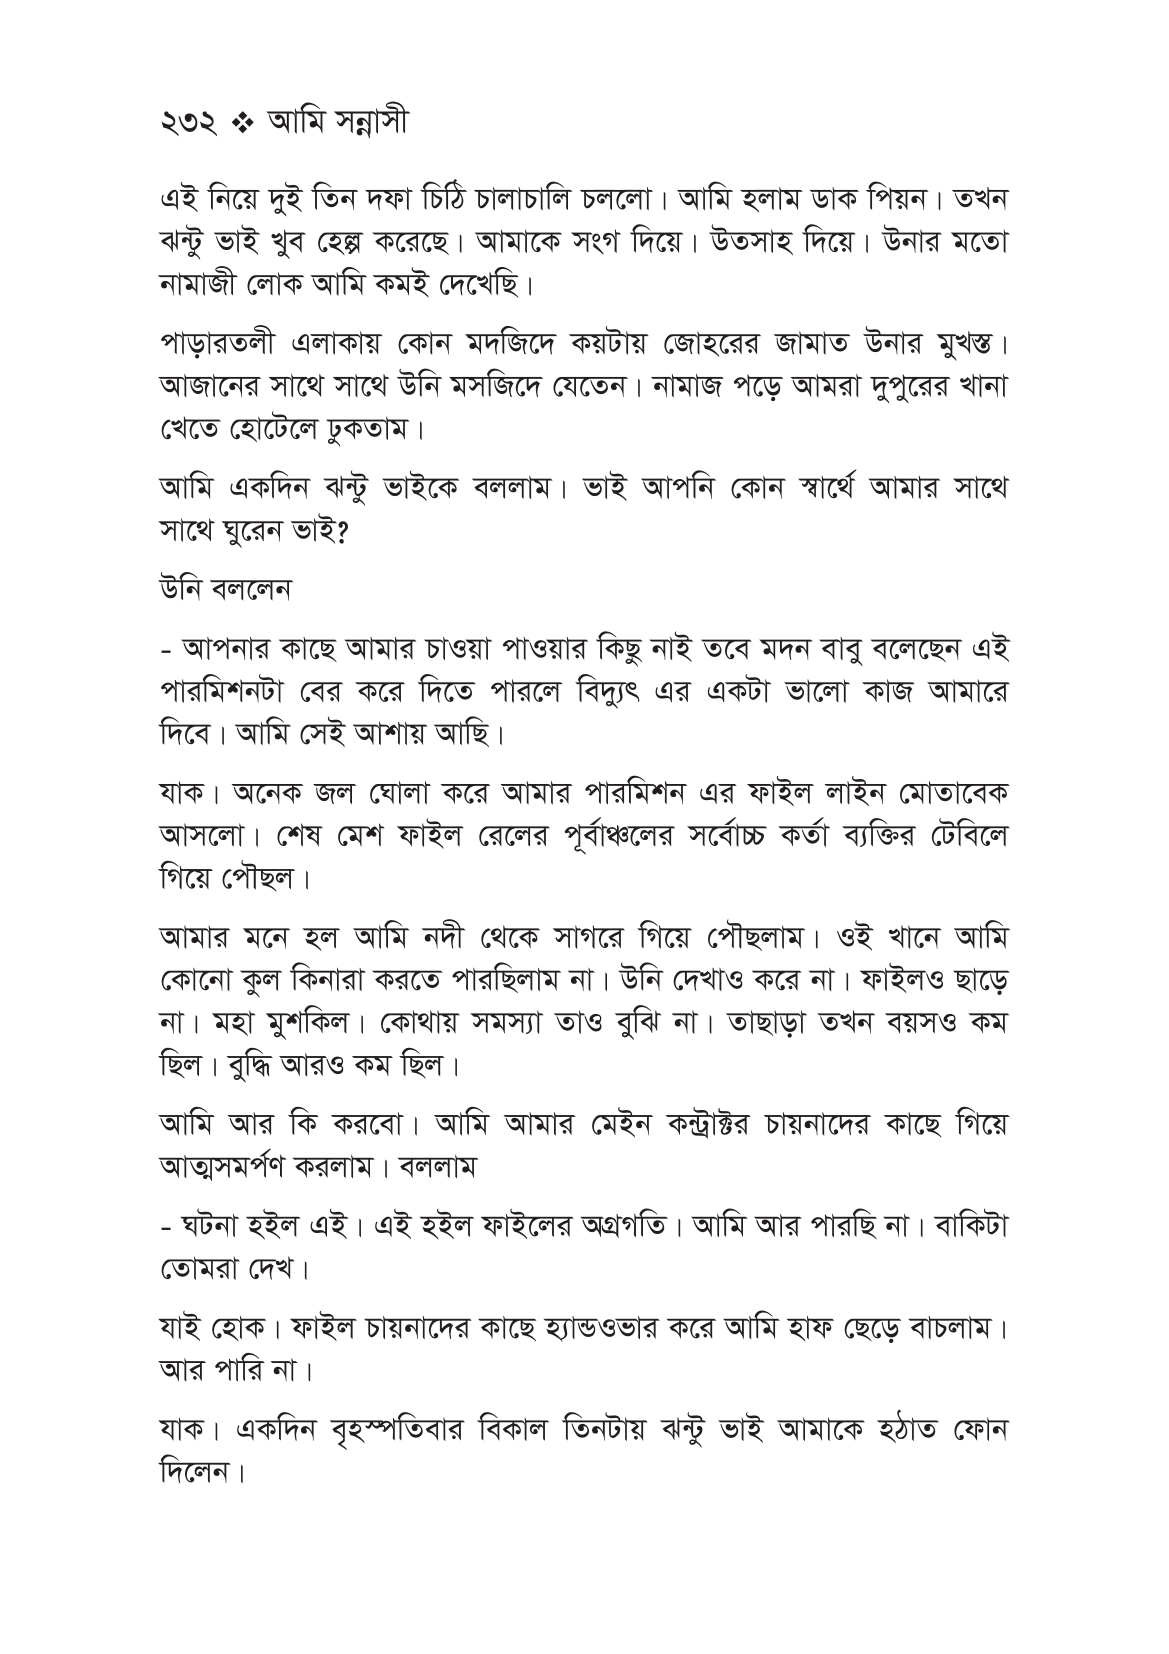 ২৩২ ❖ আমি সন্নাসী
এই নিয়ে দুই তিন দফা চিঠি চালাচালি চললো। আমি হলাম ডাক পিয়ন। তখন
ঝন্টু ভাই খুব হেল্প করেছে। আমাকে সংগ দিয়ে। উতসাহ দিয়ে। উনার মতো
নামাজী লোক আমি কমই দেখেছি।
পাড়ারতলী এলাকায় কোন মদজিদে কয়টায় জোহরের জামাত উনার মুখস্ত।
আজানের সাথে সাথে উনি মসজিদে যেতেন। নামাজ পড়ে আমরা দুপুরের খানা
খেতে হোটেলে ঢুকতাম।
আমি একদিন ঝন্টু ভাইকে বললাম। ভাই আপনি কোন স্বার্থে আমার সাথে
সাথে ঘুরেন ভাই?
উনি বললেন
- আপনার কাছে আমার চাওয়া পাওয়ার কিছু নাই তবে মদন বাবু বলেছেন এই
পারমিশনটা বের করে দিতে পারলে বিদ্যুৎ এর একটা ভালো কাজ আমারে
দিবে। আমি সেই আশায় আছি।
যাক। অনেক জল ঘোলা করে আমার পারমিশন এর ফাইল লাইন মোতাবেক
আসলো। শেষ মেশ ফাইল রেলের পূর্বাঞ্চলের সর্বোচ্চ কর্তা ব্যক্তির টেবিলে
গিয়ে পৌছল।
আমার মনে হল আমি নদী থেকে সাগরে গিয়ে পৌছলাম। ওই খানে আমি
কোনো কুল কিনারা করতে পারছিলাম না। উনি দেখাও করে না। ফাইলও ছাড়ে
না। মহা মুশকিল। কোথায় সমস্যা তাও বুঝি না। তাছাড়া তখন বয়সও কম
ছিল। বুদ্ধি আরও কম ছিল।
আমি আর কি করবো। আমি আমার মেইন কন্ট্রাক্টর চায়নাদের কাছে গিয়ে
আত্মসমর্পণ করলাম। বললাম
- ঘটনা হইল এই। এই হইল ফাইলের অগ্রগতি। আমি আর পারছি না। বাকিটা
তোমরা দেখ।
যাই হোক। ফাইল চায়নাদের কাছে হ্যান্ডওভার করে আমি হাফ ছেড়ে বাচলাম।
আর পারি না।
যাক। একদিন বৃহস্পতিবার বিকাল তিনটায় ঝন্টু ভাই আমাকে হঠাত ফোন
দিলেন।